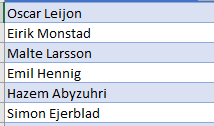 Oscar Leijon
Eirik Monstad
Malte Larsson
Emil Hennig
Hazem Abyzuhri
Simon Ejerblad